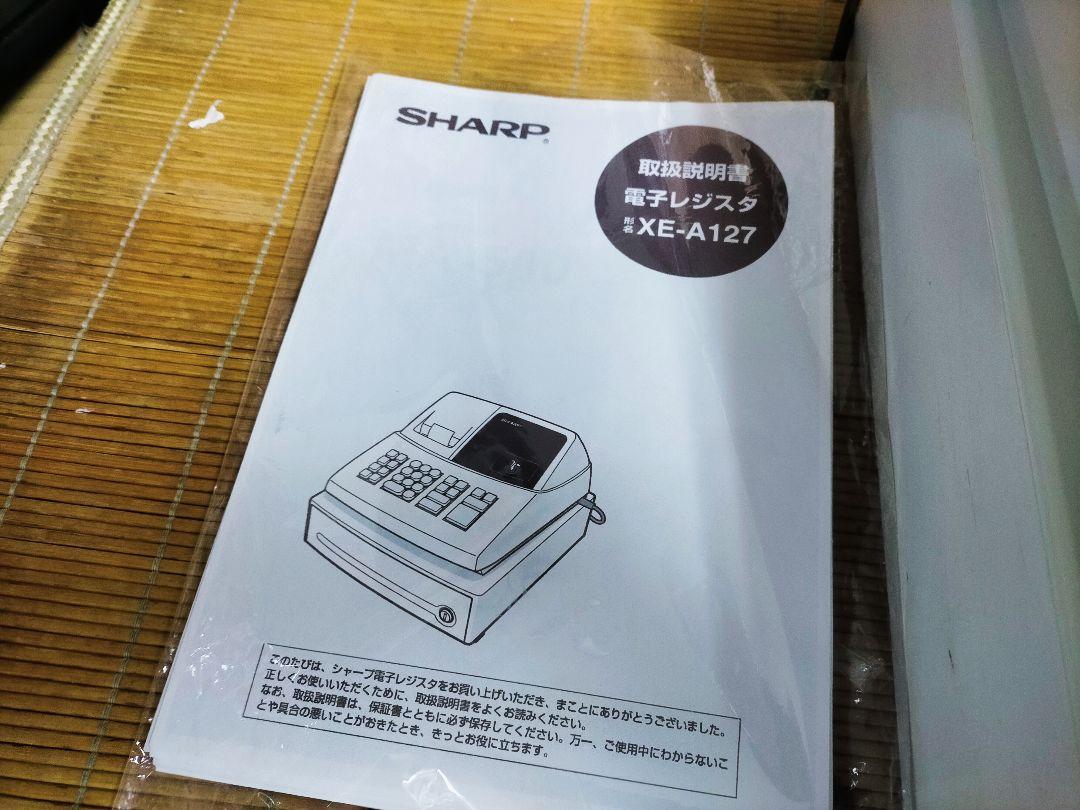 SHARP
取扱説明書
電子レジスタ
形名 XE-A127
このたびは、シャープ電子レジスタをお買い上げいただき、まことにありがとうございました。
正しくお使いいただくために、取扱説明書をよくお読みください。
なお、取扱説明書は、保証書とともに必ず保存してください。万一、ご使用中にわからないこ
とや具合の悪いことがおきたとき、きっとお役に立ちます。